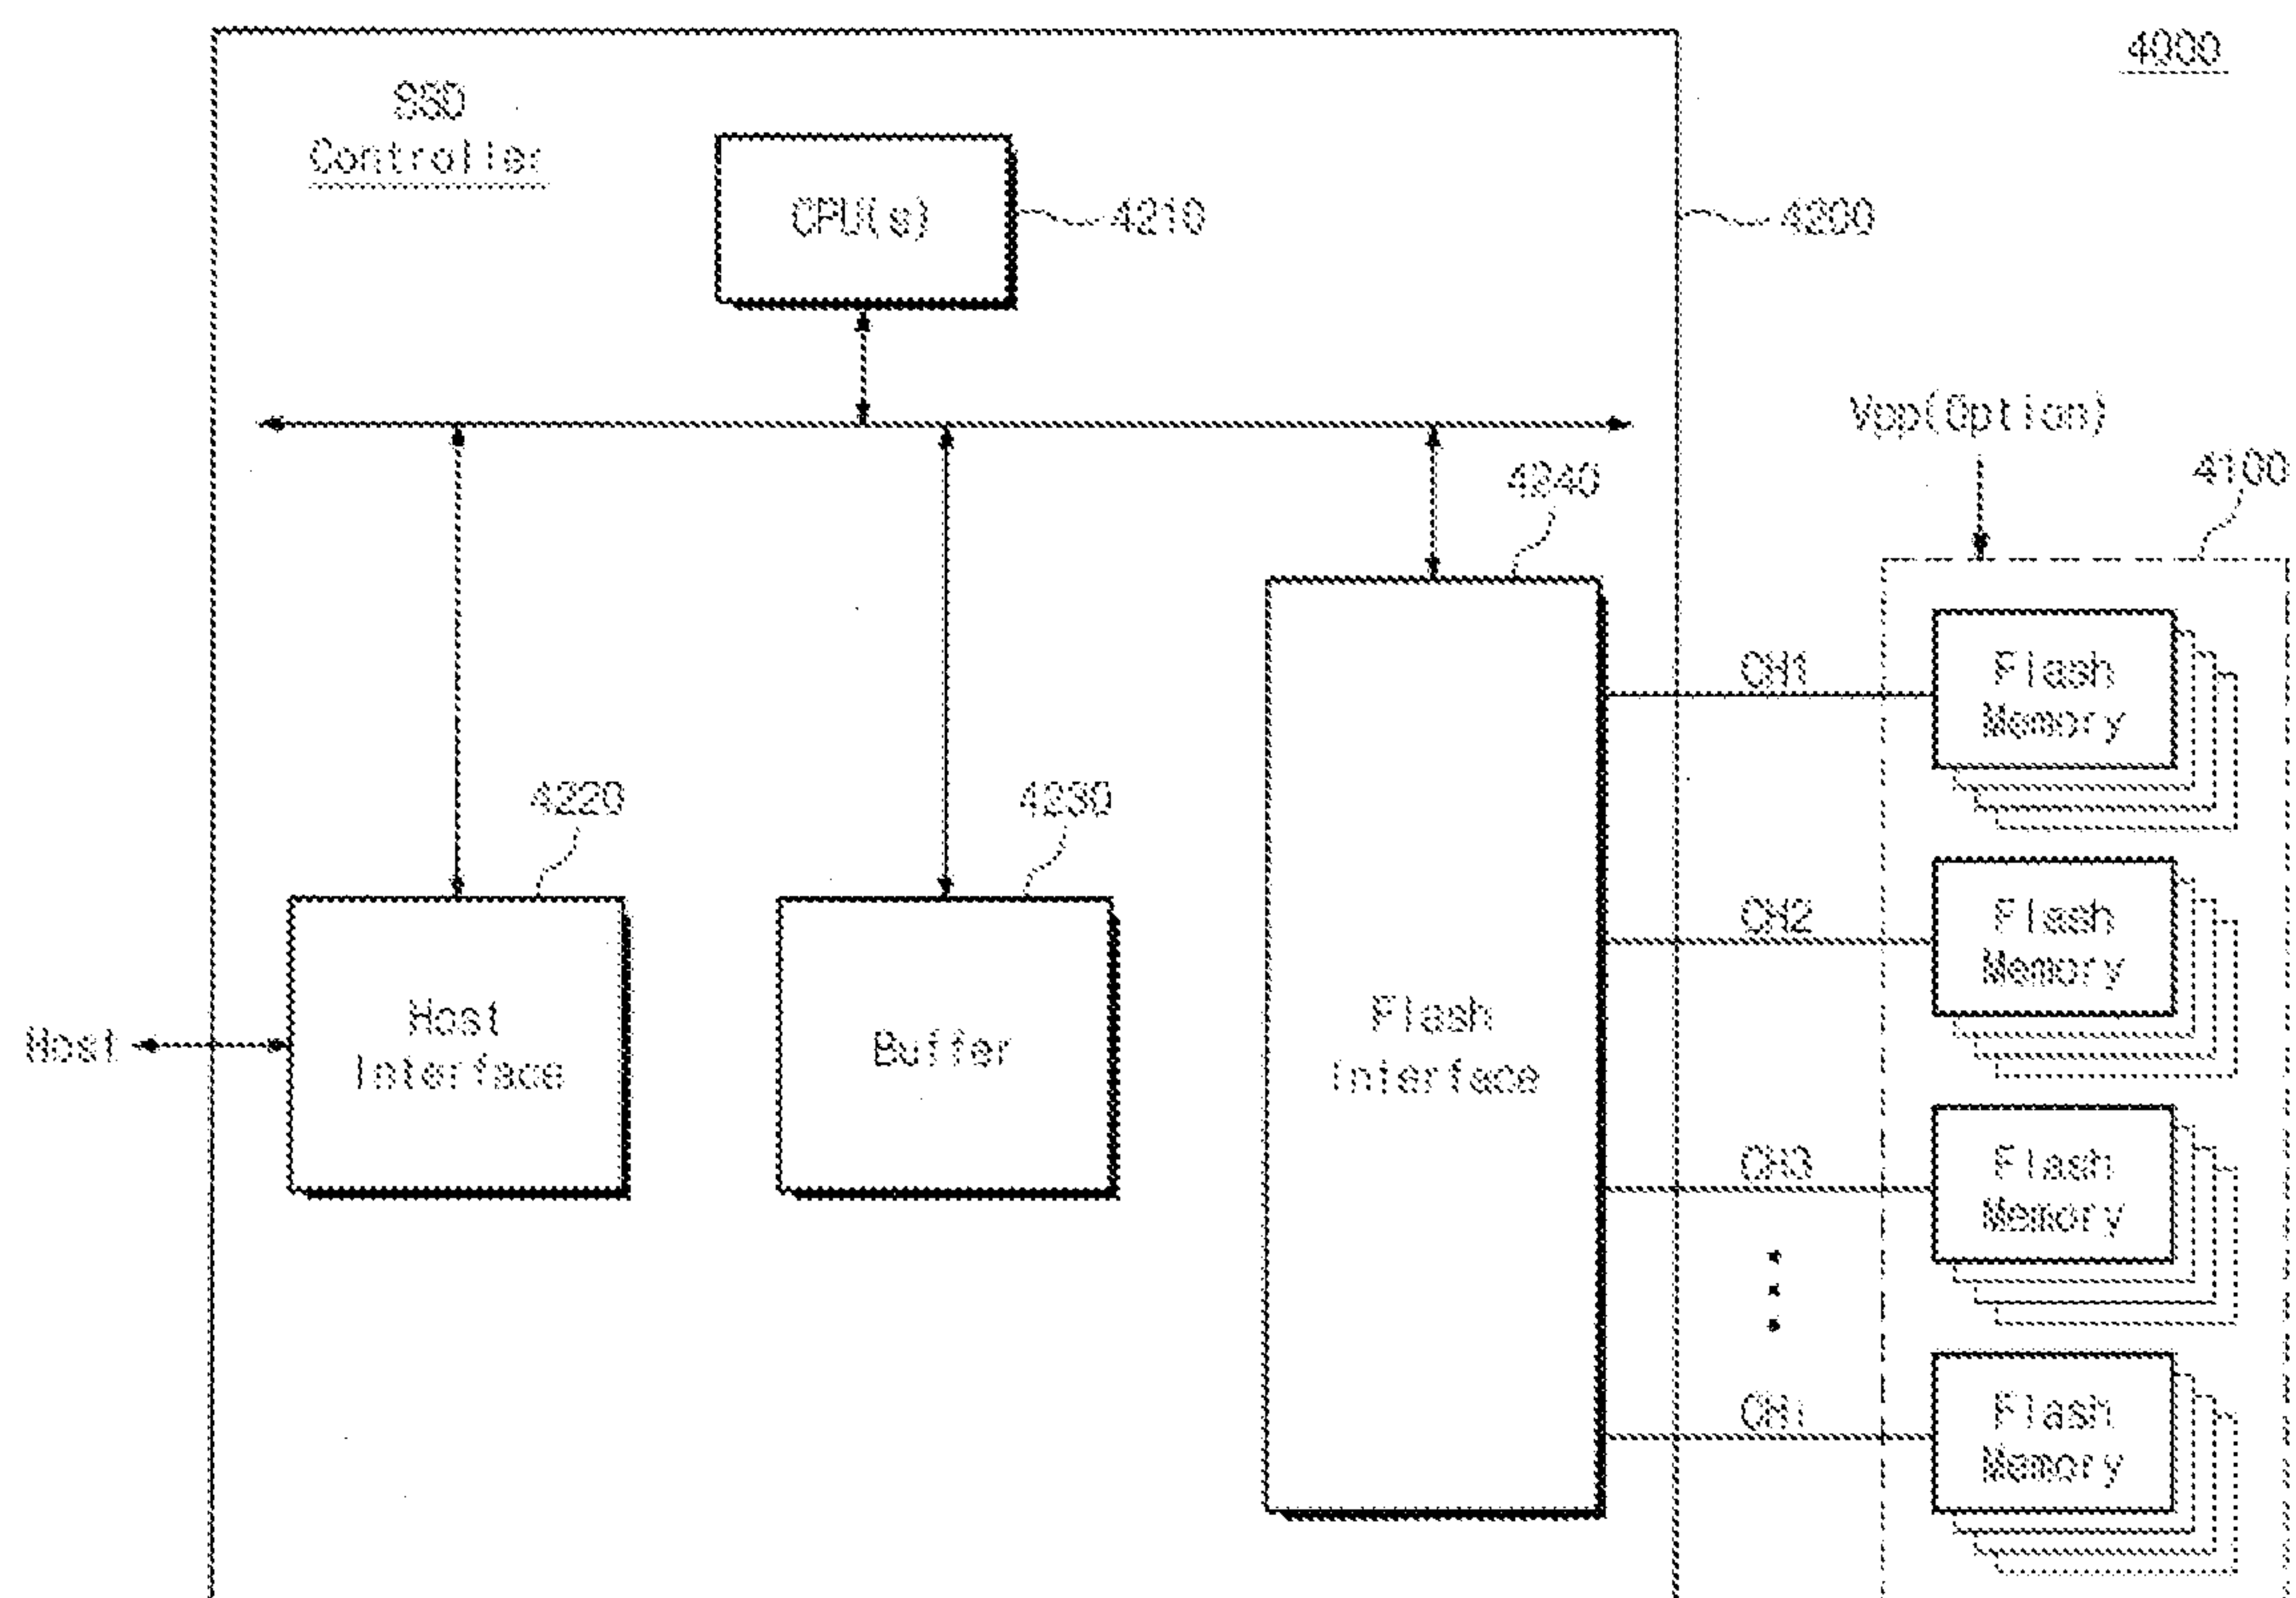 4000
SSD
Controller
CPU(s)
4210
4200
Vpp(Option)
4240
4100
CH1
Flash
Memory
4220
4230
CH2
Flash
Memory
Host
Host
Interface
Buffer
Flash
Interface
CH3
Flash
Memory
CHi
Flash
Memory